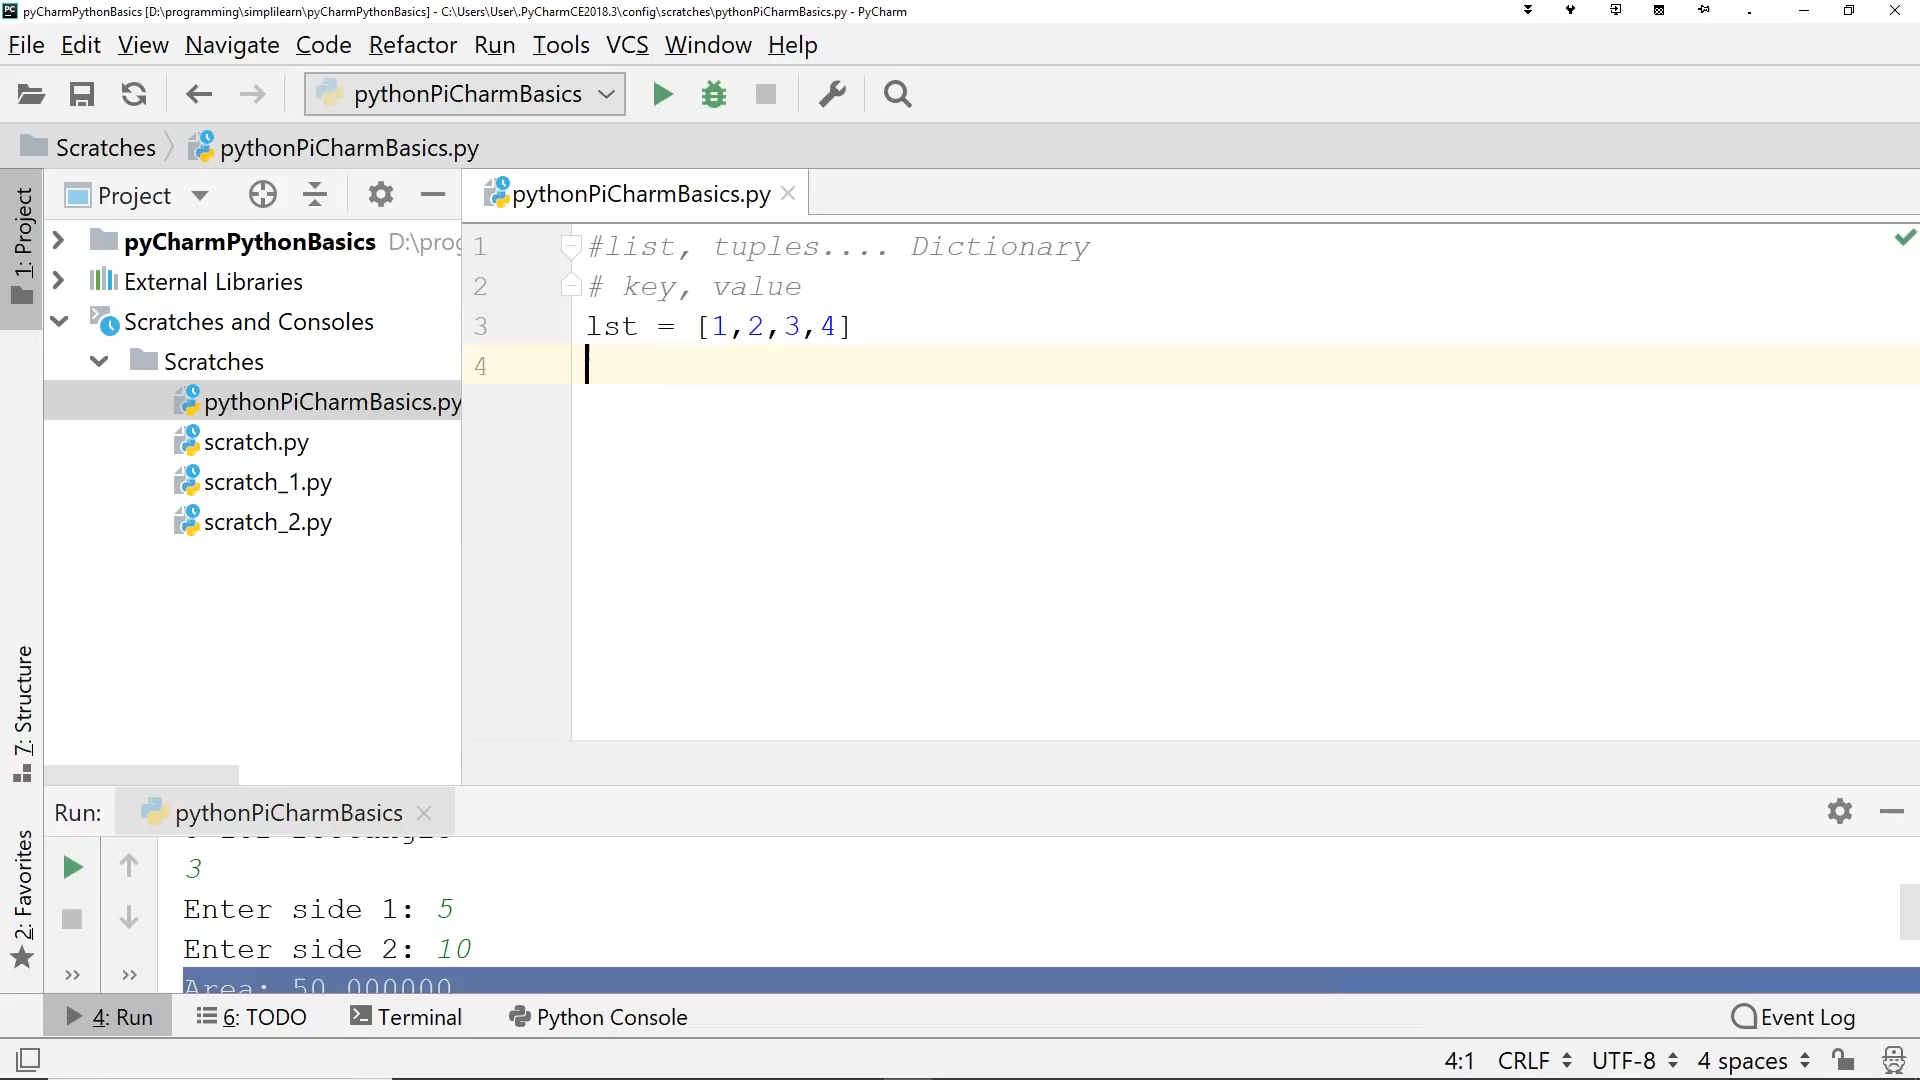 pyCharmPythonBasics [D:\programming\simplilearn\pyCharmPythonBasics] - C:\Users\User\.PyCharmCE2018.3\config\scratches\pythonPiCharmBasics.py - PyCharm
File Edit View Navigate Code Refactor Run Tools VCS Window Help
pythonPiCharmBasics
Scratches pythonPiCharmBasics.py
1: Project
Project
pythonPiCharmBasics.py
pyCharmPythonBasics D:\prog
External Libraries
Scratches and Consoles
Scratches
pythonPiCharmBasics.py
scratch.py
scratch_1.py
scratch_2.py
1 #list, tuples.... Dictionary
2 # key, value
3 lst = [1,2,3,4]
4
7: Structure
2: Favorites
Run: pythonPiCharmBasics
3
Enter side 1: 5
Enter side 2: 10
Area: 50.000000
4: Run 6: TODO Terminal Python Console Event Log
4:1 CRLF UTF-8 4 spaces